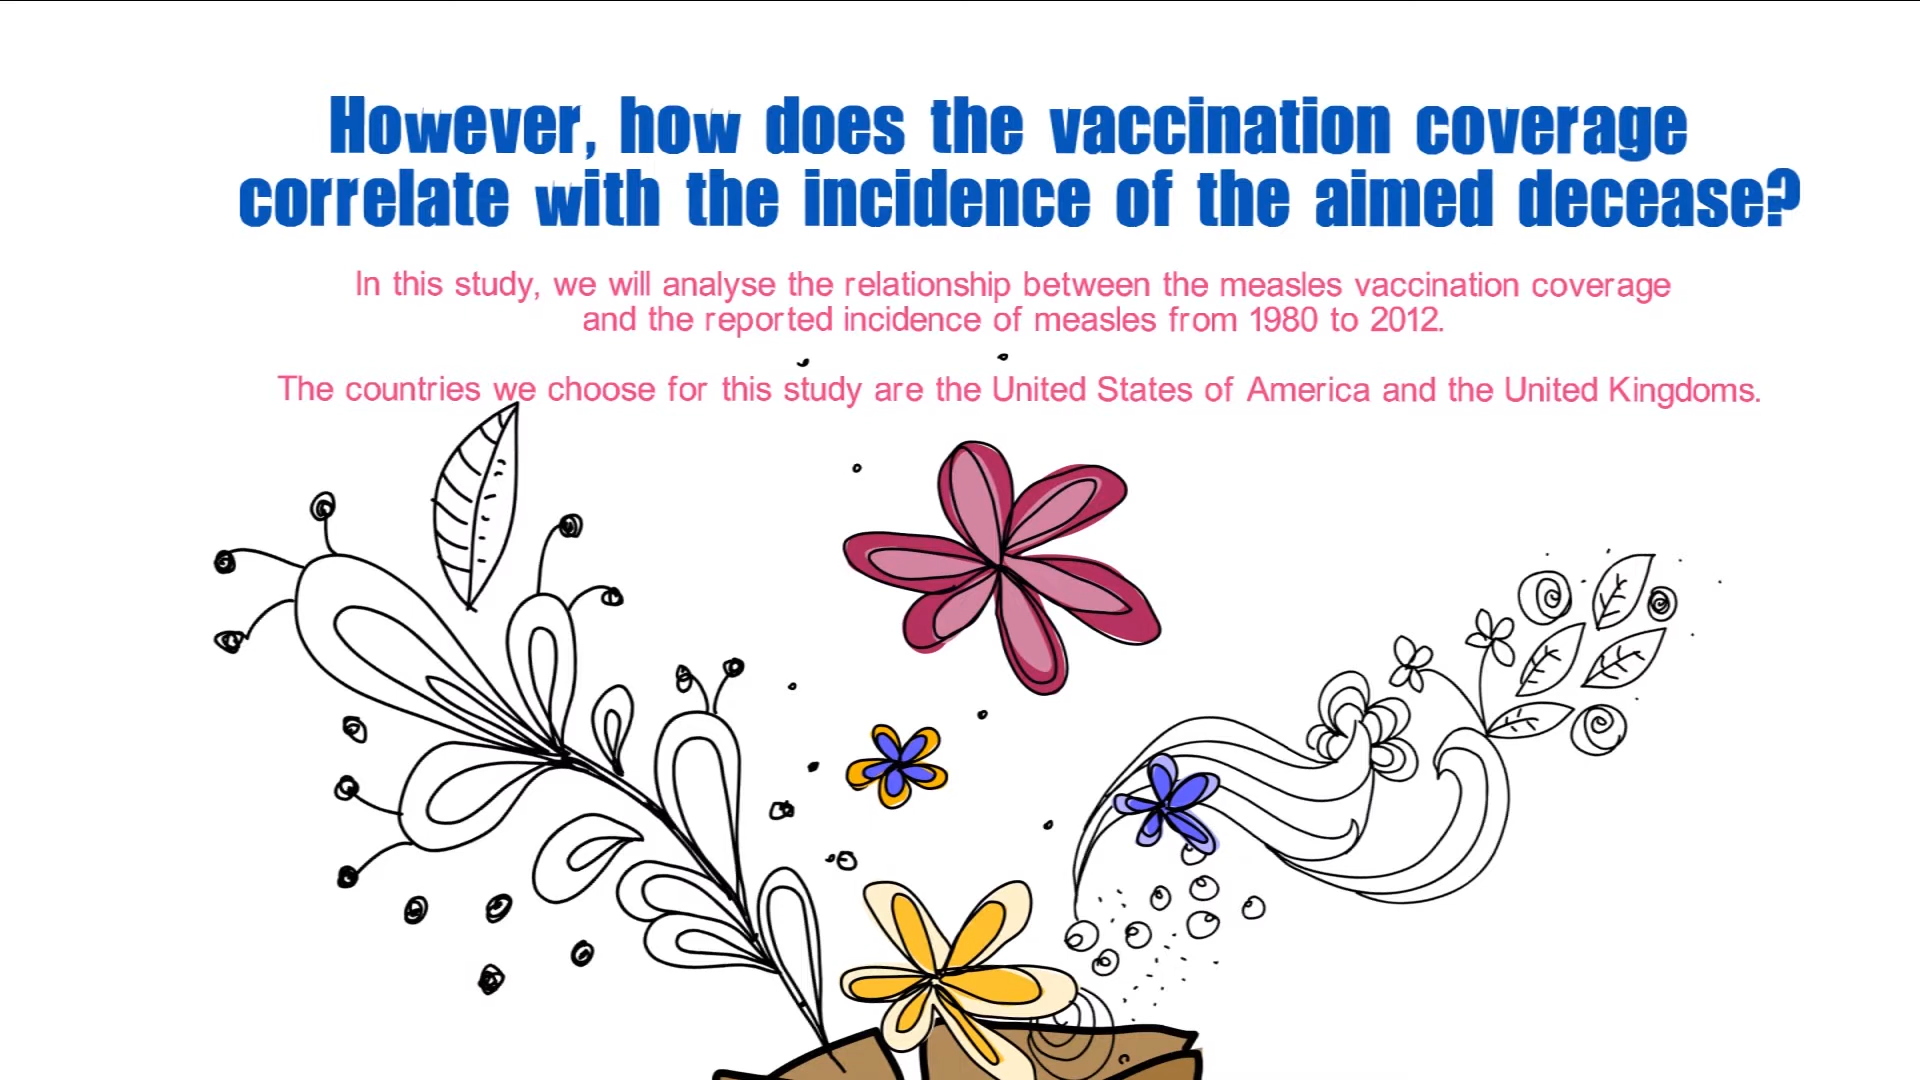 However, how does the vaccination coverage
correlate with the incidence of the aimed decease?
In this study, we will analyse the relationship between the measles vaccination coverage
and the reported incidence of measles from 1980 to 2012.
The countries we choose for this study are the United States of America and the United Kingdoms.